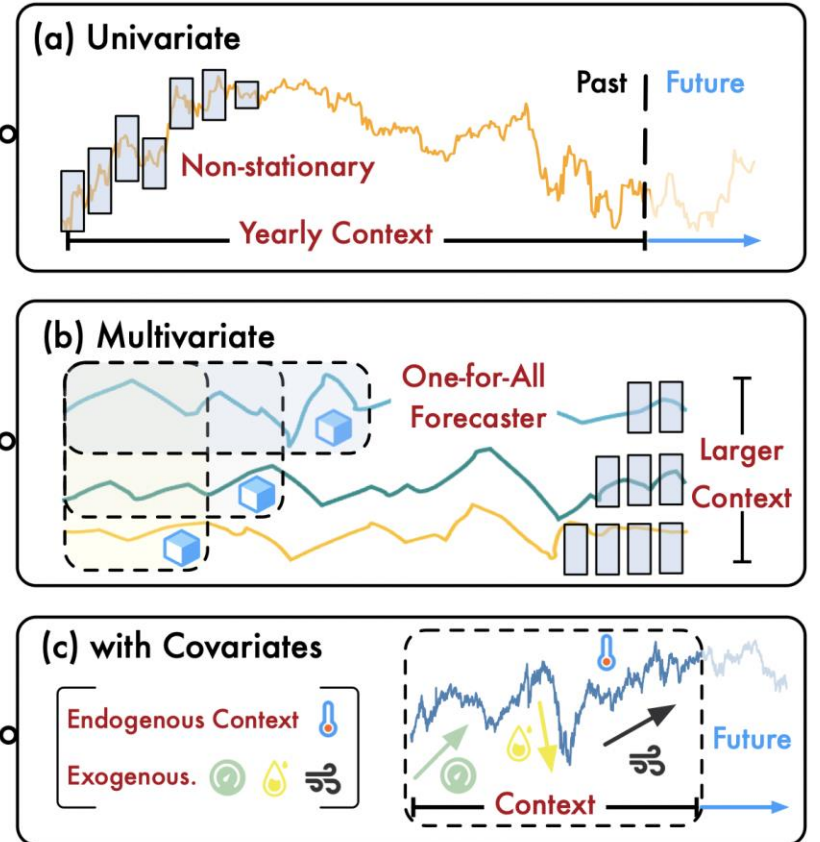 (a) Univariate
Past
Future
Non-stationary
Yearly Context
(b) Multivariate
One-for-All
Forecaster
Larger
Context
(c) with Covariates
Endogenous Context
Exogenous.
Future
Context